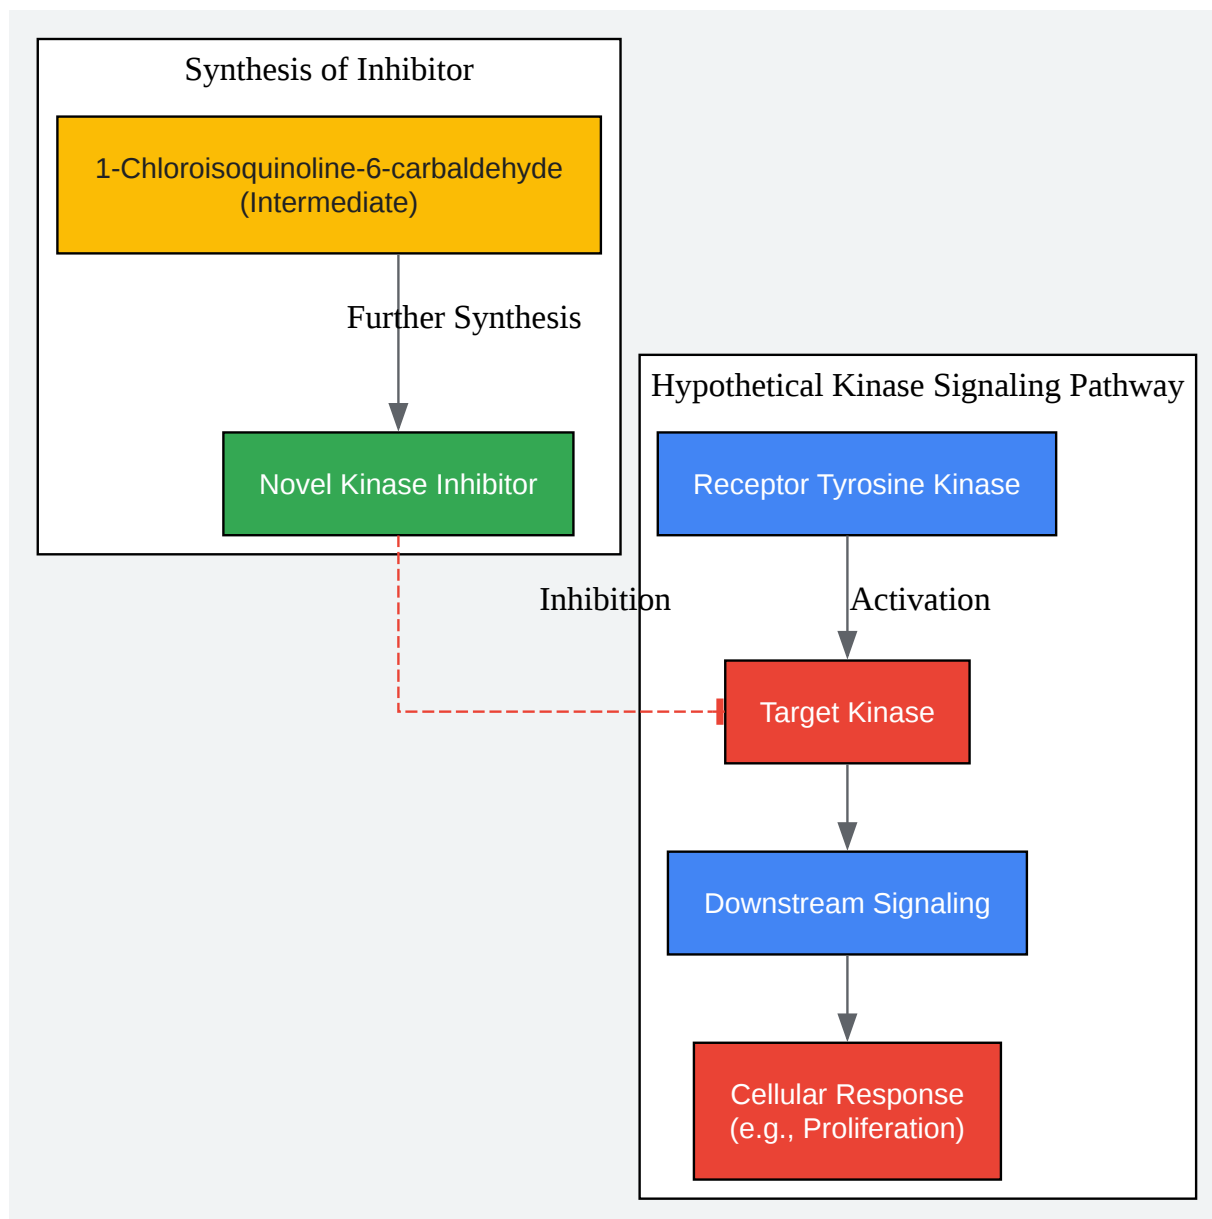 Synthesis of Inhibitor
1-Chloroisoquinoline-6-carbaldehyde
(Intermediate)
Further Synthesis
Novel Kinase Inhibitor
Hypothetical Kinase Signaling Pathway
Receptor Tyrosine Kinase
Inhibition
Activation
Target Kinase
Downstream Signaling
Cellular Response
(e.g., Proliferation)